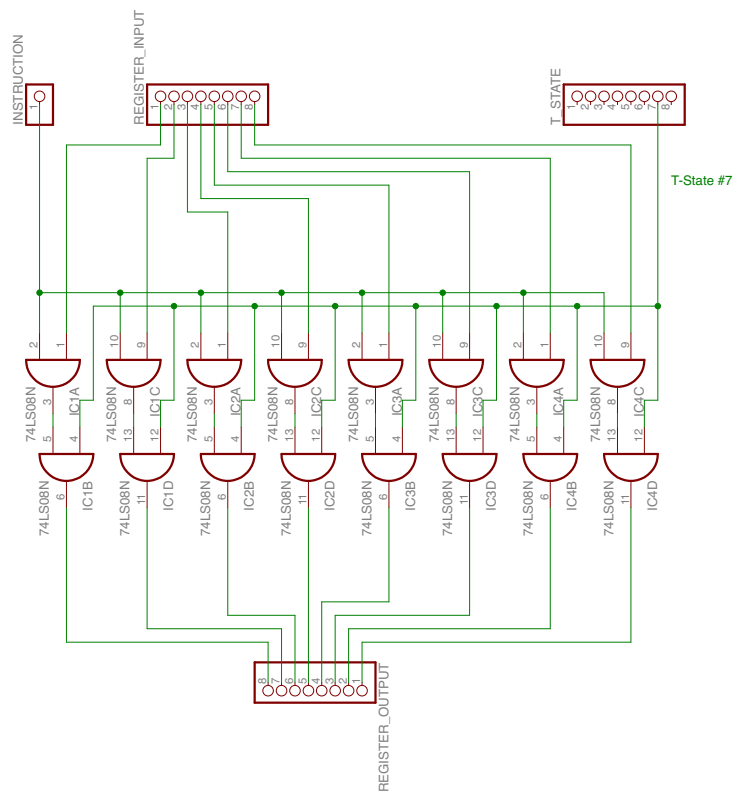 INSTRUCTION
1
REGISTER_INPUT
1 2 3 4 5 6 7 8
T_STATE
1 2 3 4 5 6 7 8
T-State #7
2 1 10 9 2 1 10 9 2 1 10 9 2 1 10 9
74LS08N IC1A 74LS08N IC1C 74LS08N IC2A 74LS08N IC2C 74LS08N IC3A 74LS08N IC3C 74LS08N IC4A 74LS08N IC4C
3 8 3 8 3 8 3 8
5 4 13 12 5 4 13 12 5 4 13 12 5 4 13 12
74LS08N IC1B 74LS08N IC1D 74LS08N IC2B 74LS08N IC2D 74LS08N IC3B 74LS08N IC3D 74LS08N IC4B 74LS08N IC4D
6 11 6 11 6 11 6 11
8 7 6 5 4 3 2 1
REGISTER_OUTPUT